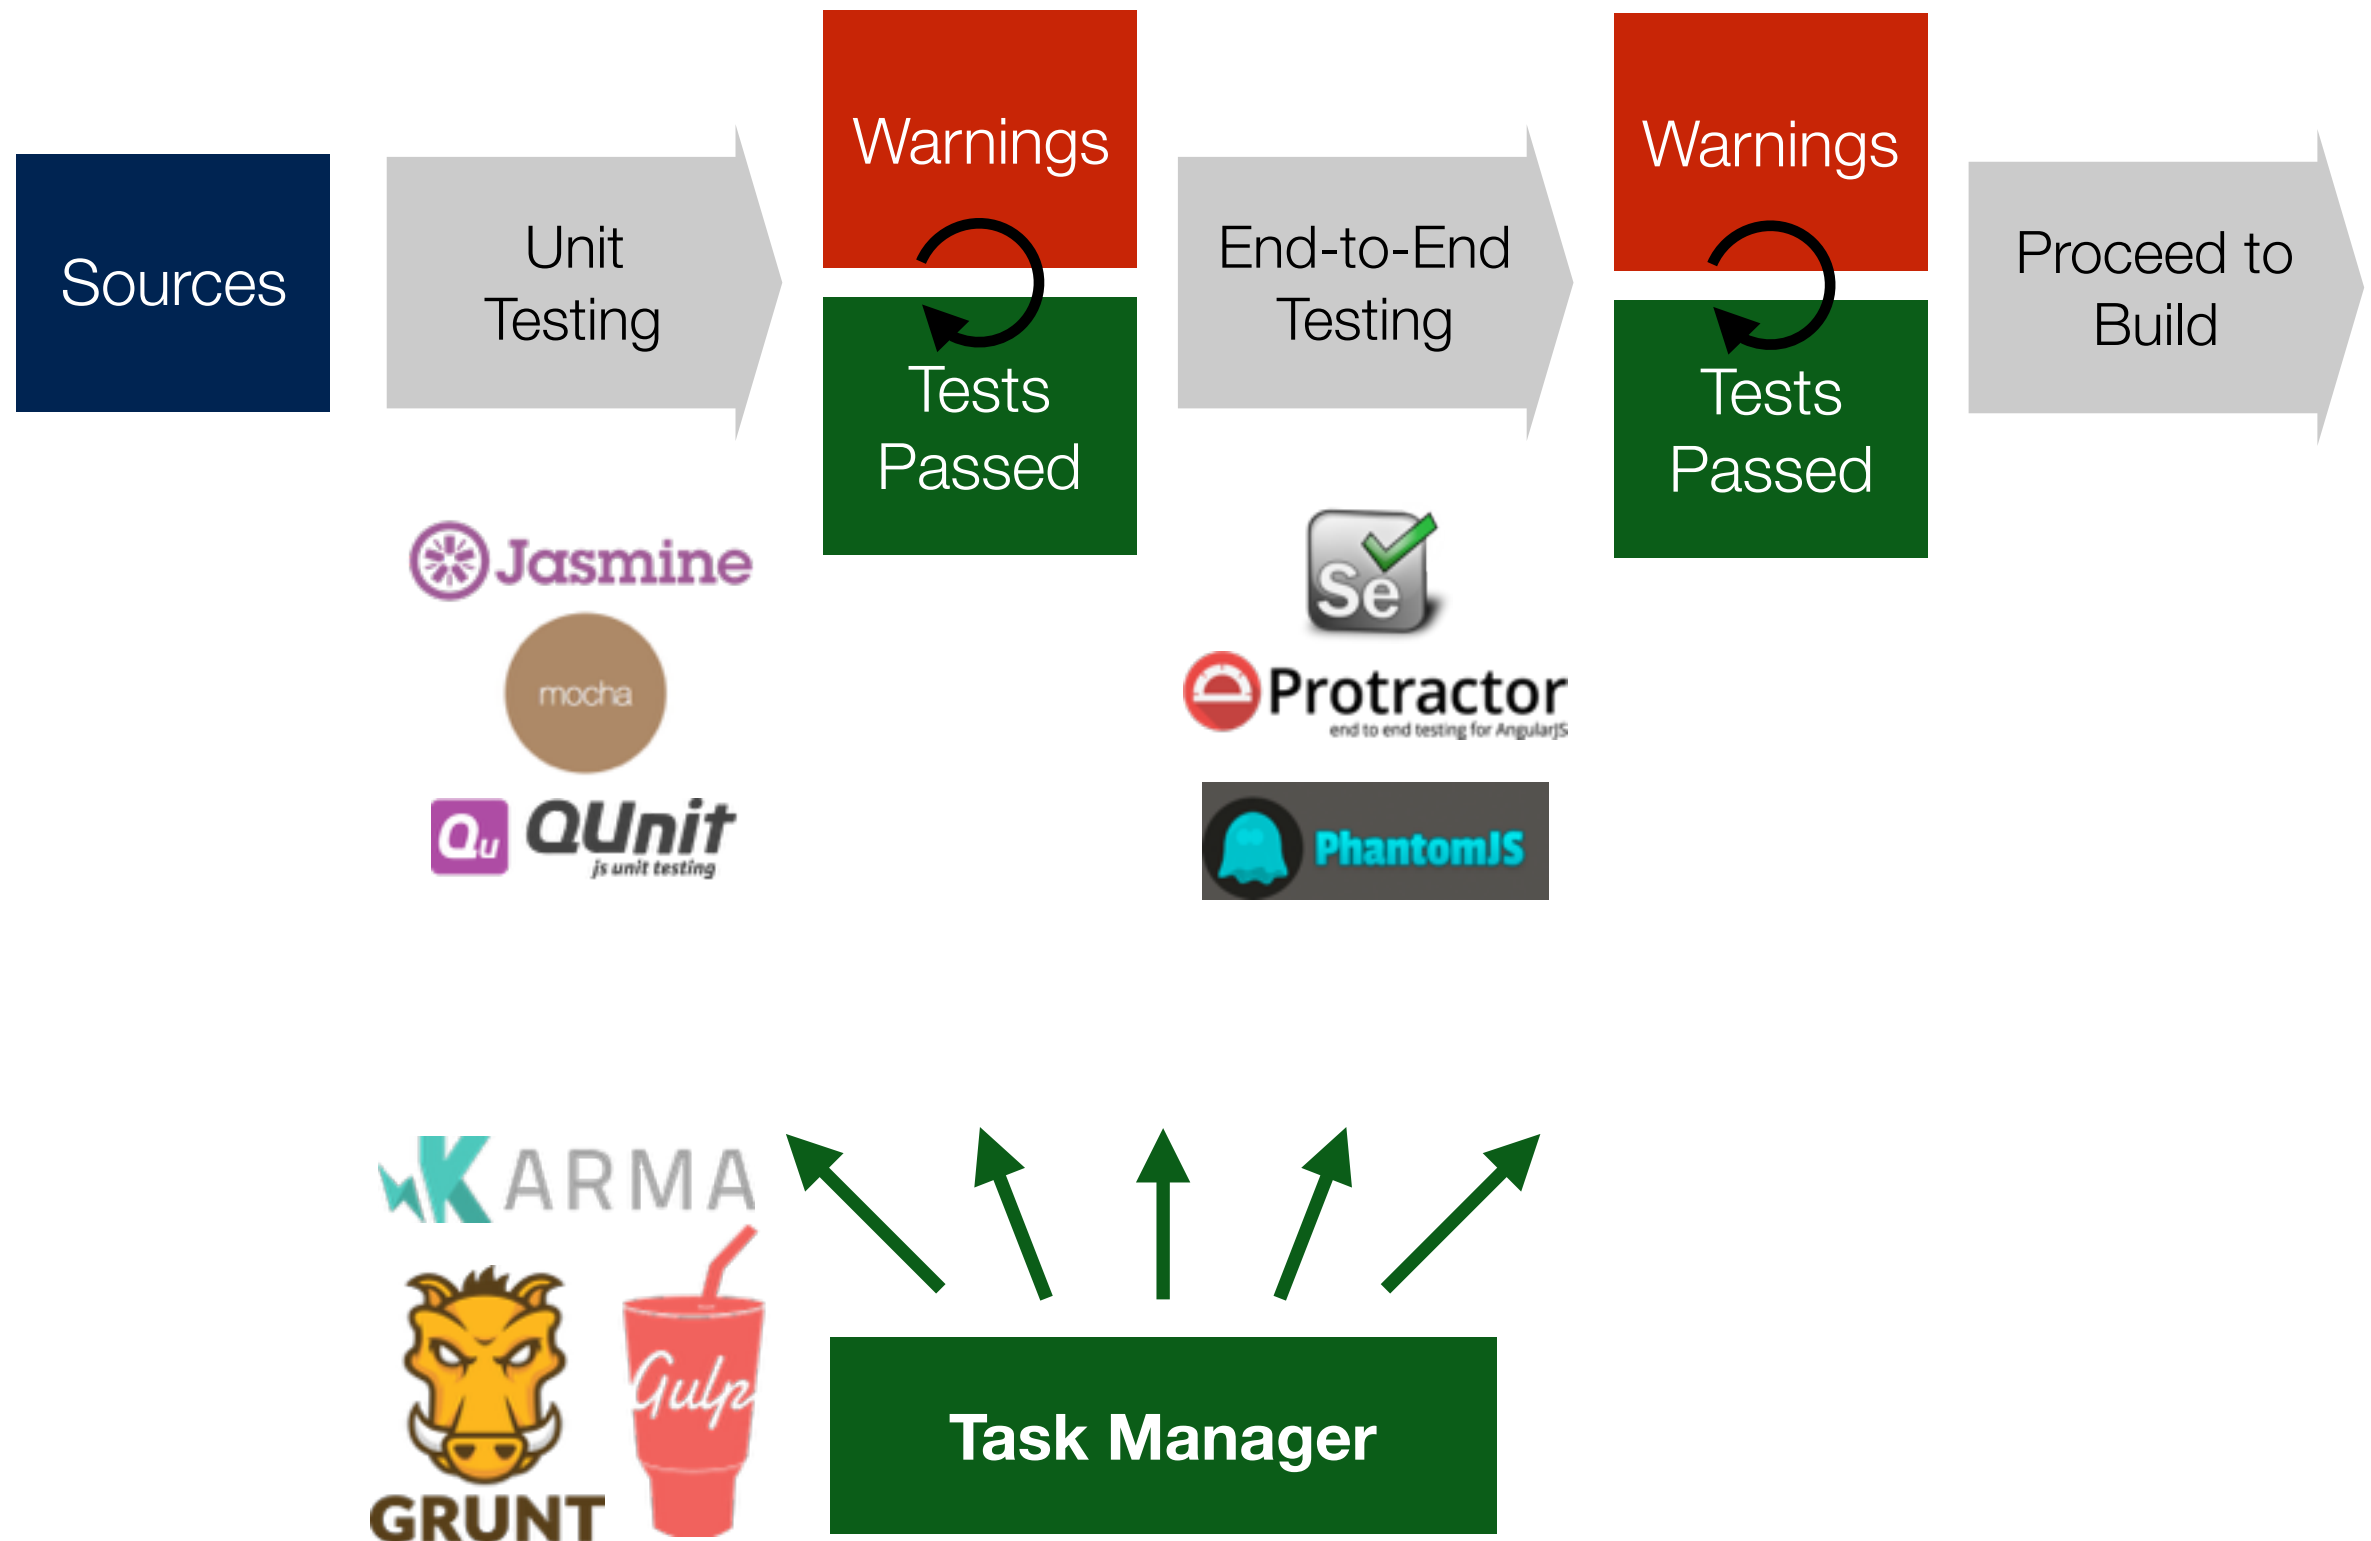 Sources
Unit
Testing
Warnings
Tests
Passed
End-to-End
Testing
Warnings
Tests
Passed
Proceed to
Build
Jasmine
mocha
Qu
QUnit
js unit testing
Se
Protractor
end to end testing for AngularJS
PhantomJS
KARMA
GRUNT
Gulp
Task Manager